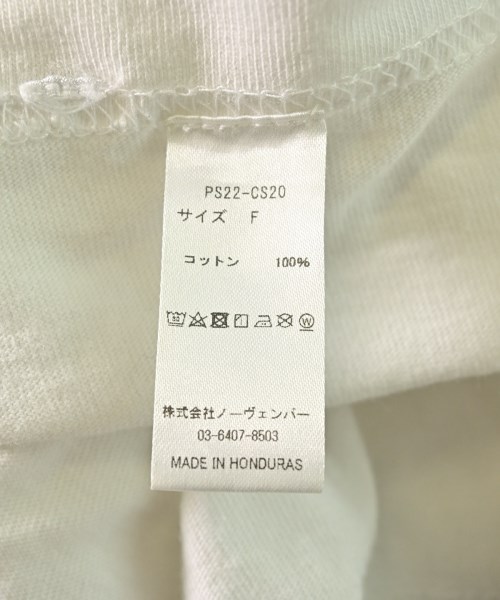 PS22-CS20
サイズ F
コットン 100%
株式会社ノーヴェンバー
03-6407-8503
MADE IN HONDURAS